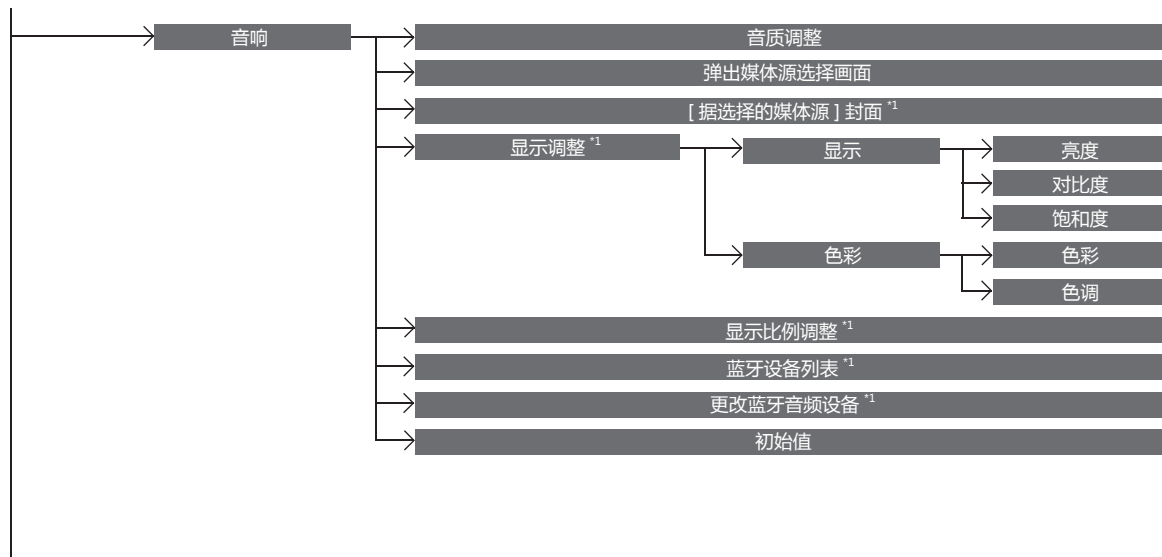 音响
音质调整
弹出媒体源选择画面
[ 据选择的媒体源 ] 封面 *1
显示调整 *1
显示
亮度
对比度
饱和度
色彩
色彩
色调
显示比例调整 *1
蓝牙设备列表 *1
更改蓝牙音频设备 *1
初始值